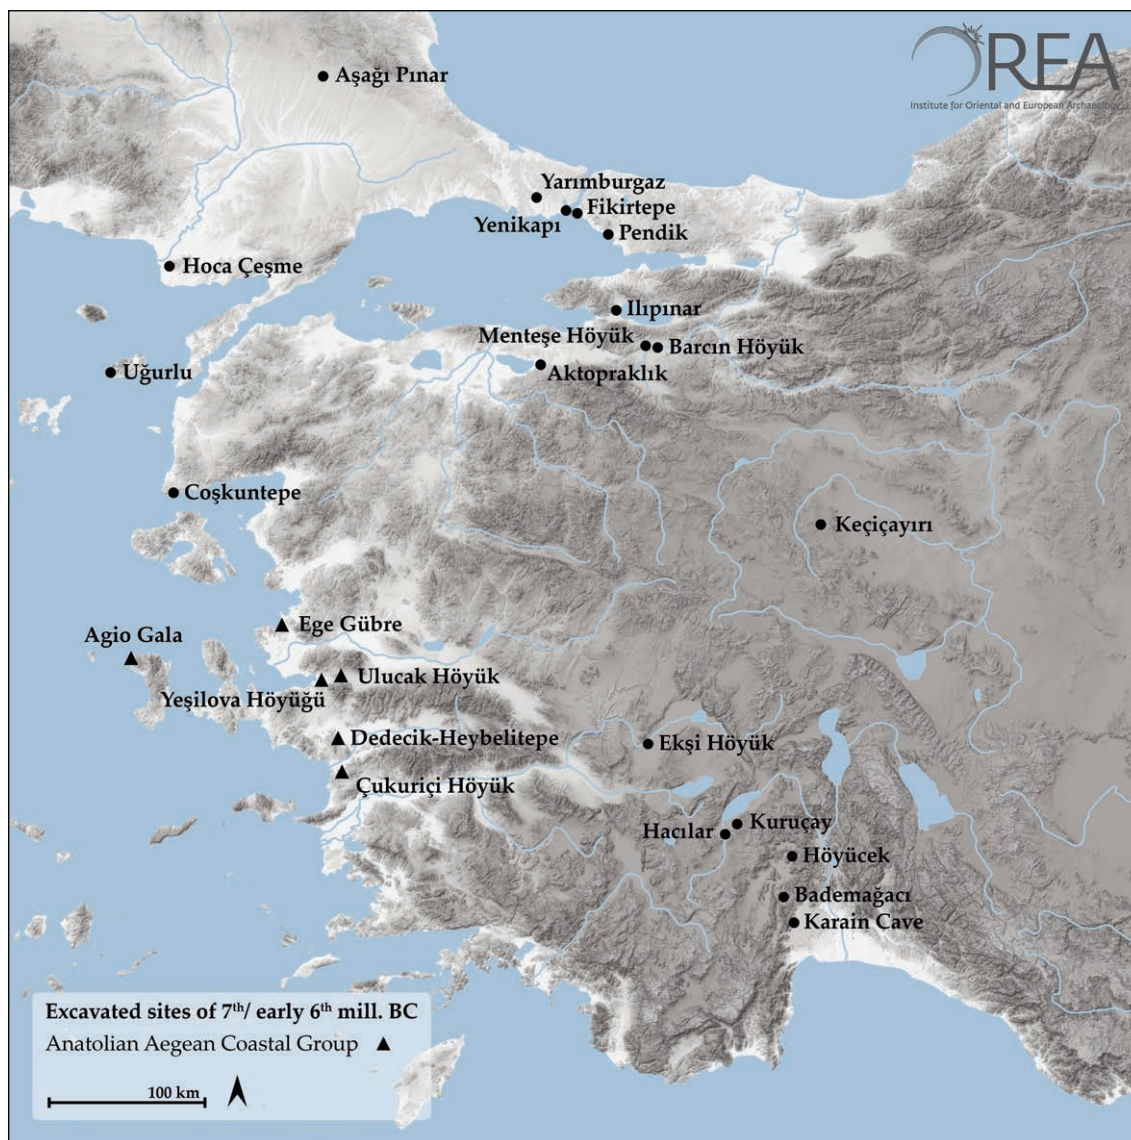 OREA
Institute for Oriental and European Archaeology
Aşağı Pınar
Yarımburgaz
Fikirtepe
Yenikapı
Pendik
Hoca Çeşme
Ilıpınar
Menteşe Höyük
Barcın Höyük
Uğurlu
Aktopraklık
Coşkuntepe
Keçiçayırı
Ege Gübre
Agio Gala
Ulucak Höyük
Yeşilova Höyüğü
Dedecik-Heybelitepe
Ekşi Höyük
Çukuriçi Höyük
Kuruçay
Hacılar
Höyücek
Bademağacı
Karain Cave
Excavated sites of 7th/ early 6th mill. BC
Anatolian Aegean Coastal Group
100 km